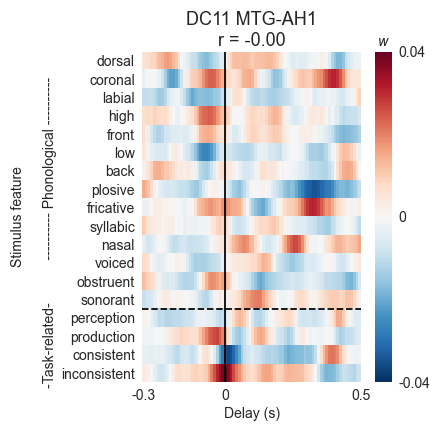 DC11 MTG-AH1
r = -0.00
w
dorsal
coronal
labial
high
front
low
back
plosive
fricative
syllabic
nasal
voiced
obstruent
sonorant
perception
production
consistent
inconsistent
Stimulus feature
-Task-related- ---------- Phonological ----------
-0.3 0 0.5
Delay (s)
0.04
0
-0.04